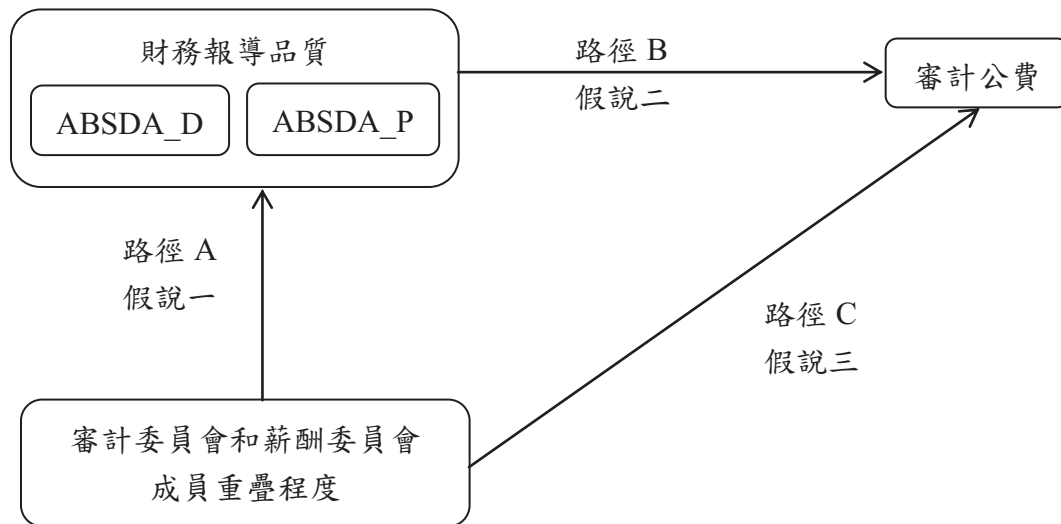 財務報導品質
ABSDA_D
ABSDA_P
路徑 B
假說二
審計公費
路徑 A
假說一
路徑 C
假說三
審計委員會和薪酬委員會
成員重疊程度